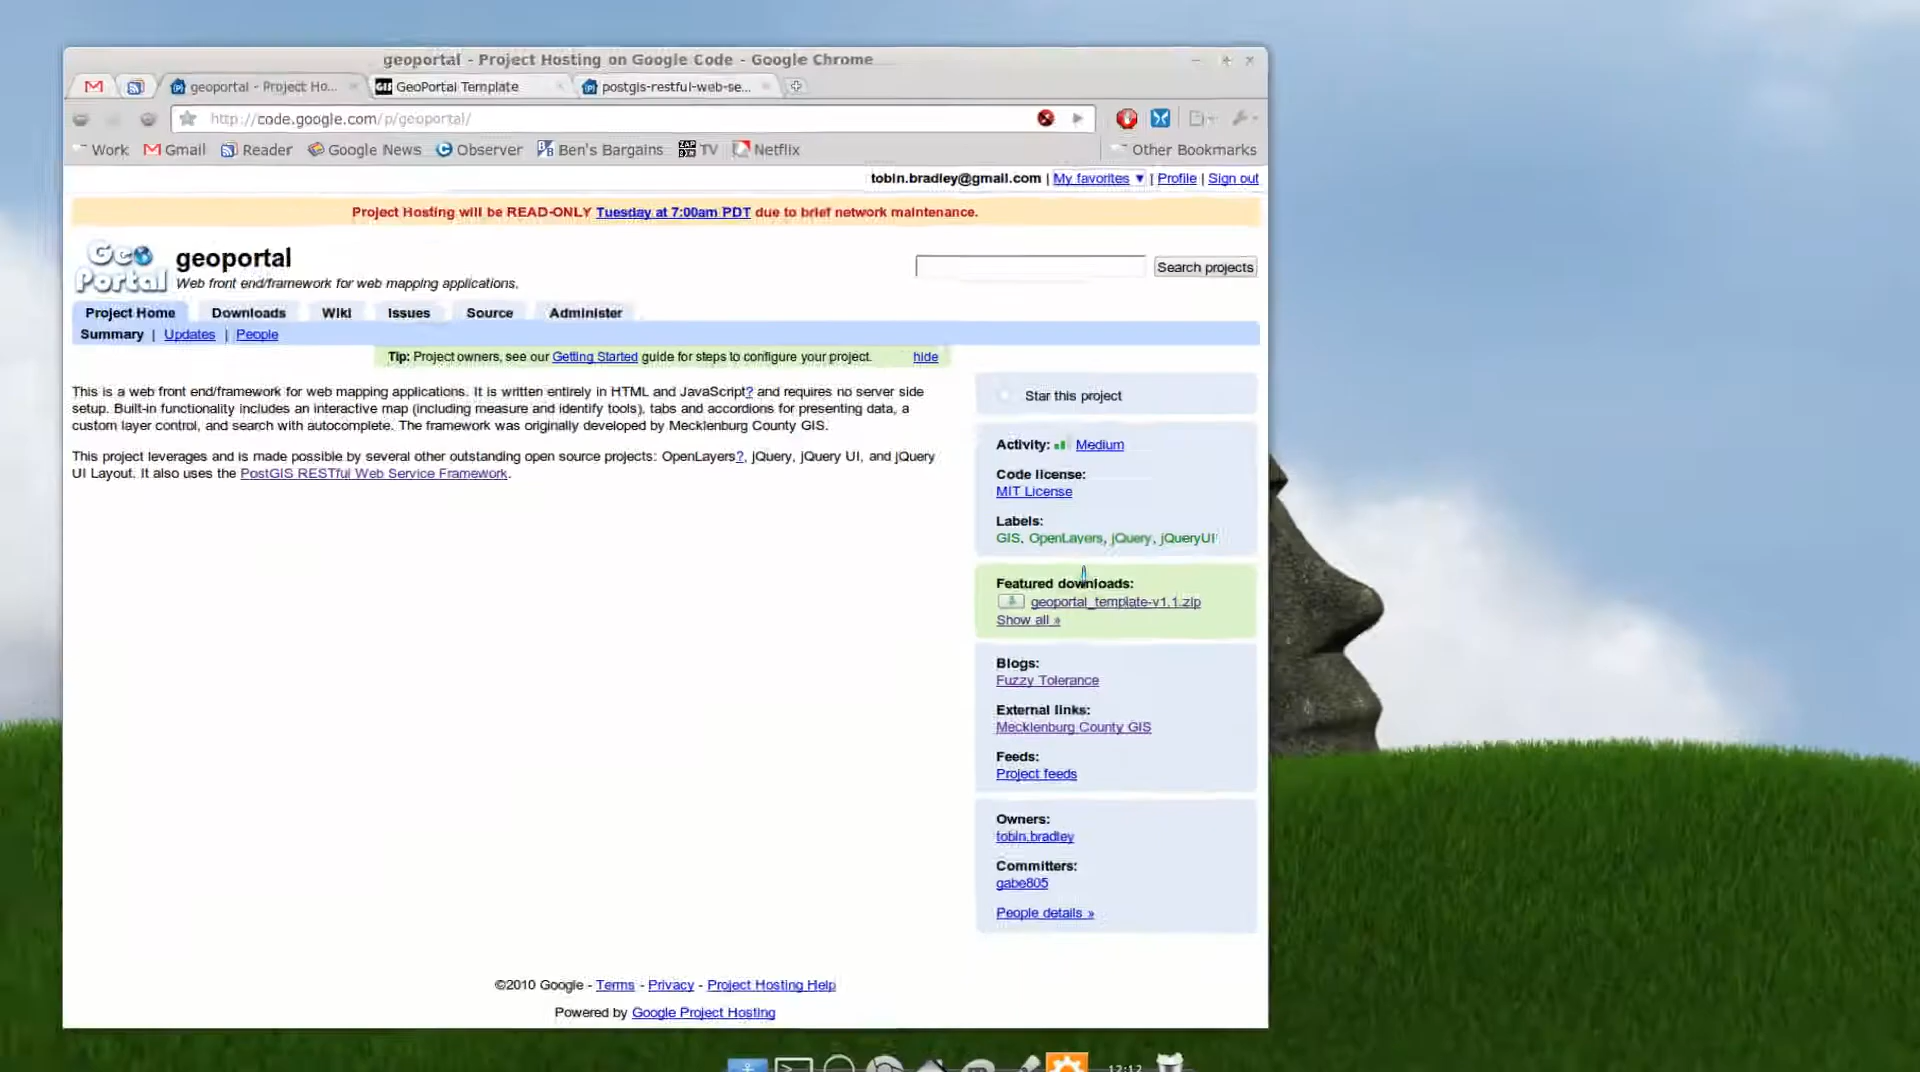 geoportal - Project Hosting on Google Code - Google Chrome
geoportal - Project Ho... GIS GeoPortal Template postgis-restful-web-se...
http://code.google.com/p/geoportal/
Work Gmail Reader Google News Observer Ben's Bargains ZAP TV Netflix Other Bookmarks
tobin.bradley@gmail.com | My favorites ▼ | Profile | Sign out
Project Hosting will be READ-ONLY Tuesday at 7:00am PDT due to brief network maintenance.
Geo Portal
geoportal
Web front end/framework for web mapping applications.
Search projects
Project Home Downloads Wiki Issues Source Administer
Summary | Updates | People
Tip: Project owners, see our Getting Started guide for steps to configure your project. hide
This is a web front end/framework for web mapping applications. It is written entirely in HTML and JavaScript? and requires no server side
setup. Built-in functionality includes an interactive map (including measure and identify tools), tabs and accordions for presenting data, a
custom layer control, and search with autocomplete. The framework was originally developed by Mecklenburg County GIS.
This project leverages and is made possible by several other outstanding open source projects: OpenLayers?, jQuery, jQuery UI, and jQuery
UI Layout. It also uses the PostGIS RESTful Web Service Framework.
Star this project
Activity: Medium
Code license:
MIT License
Labels:
GIS, OpenLayers, jQuery, jQueryUI
Featured downloads:
geoportal_template-v1.1.zip
Show all »
Blogs:
Fuzzy Tolerance
External links:
Mecklenburg County GIS
Feeds:
Project feeds
Owners:
tobin.bradley
Committers:
gabe805
People details »
©2010 Google - Terms - Privacy - Project Hosting Help
Powered by Google Project Hosting
12:12